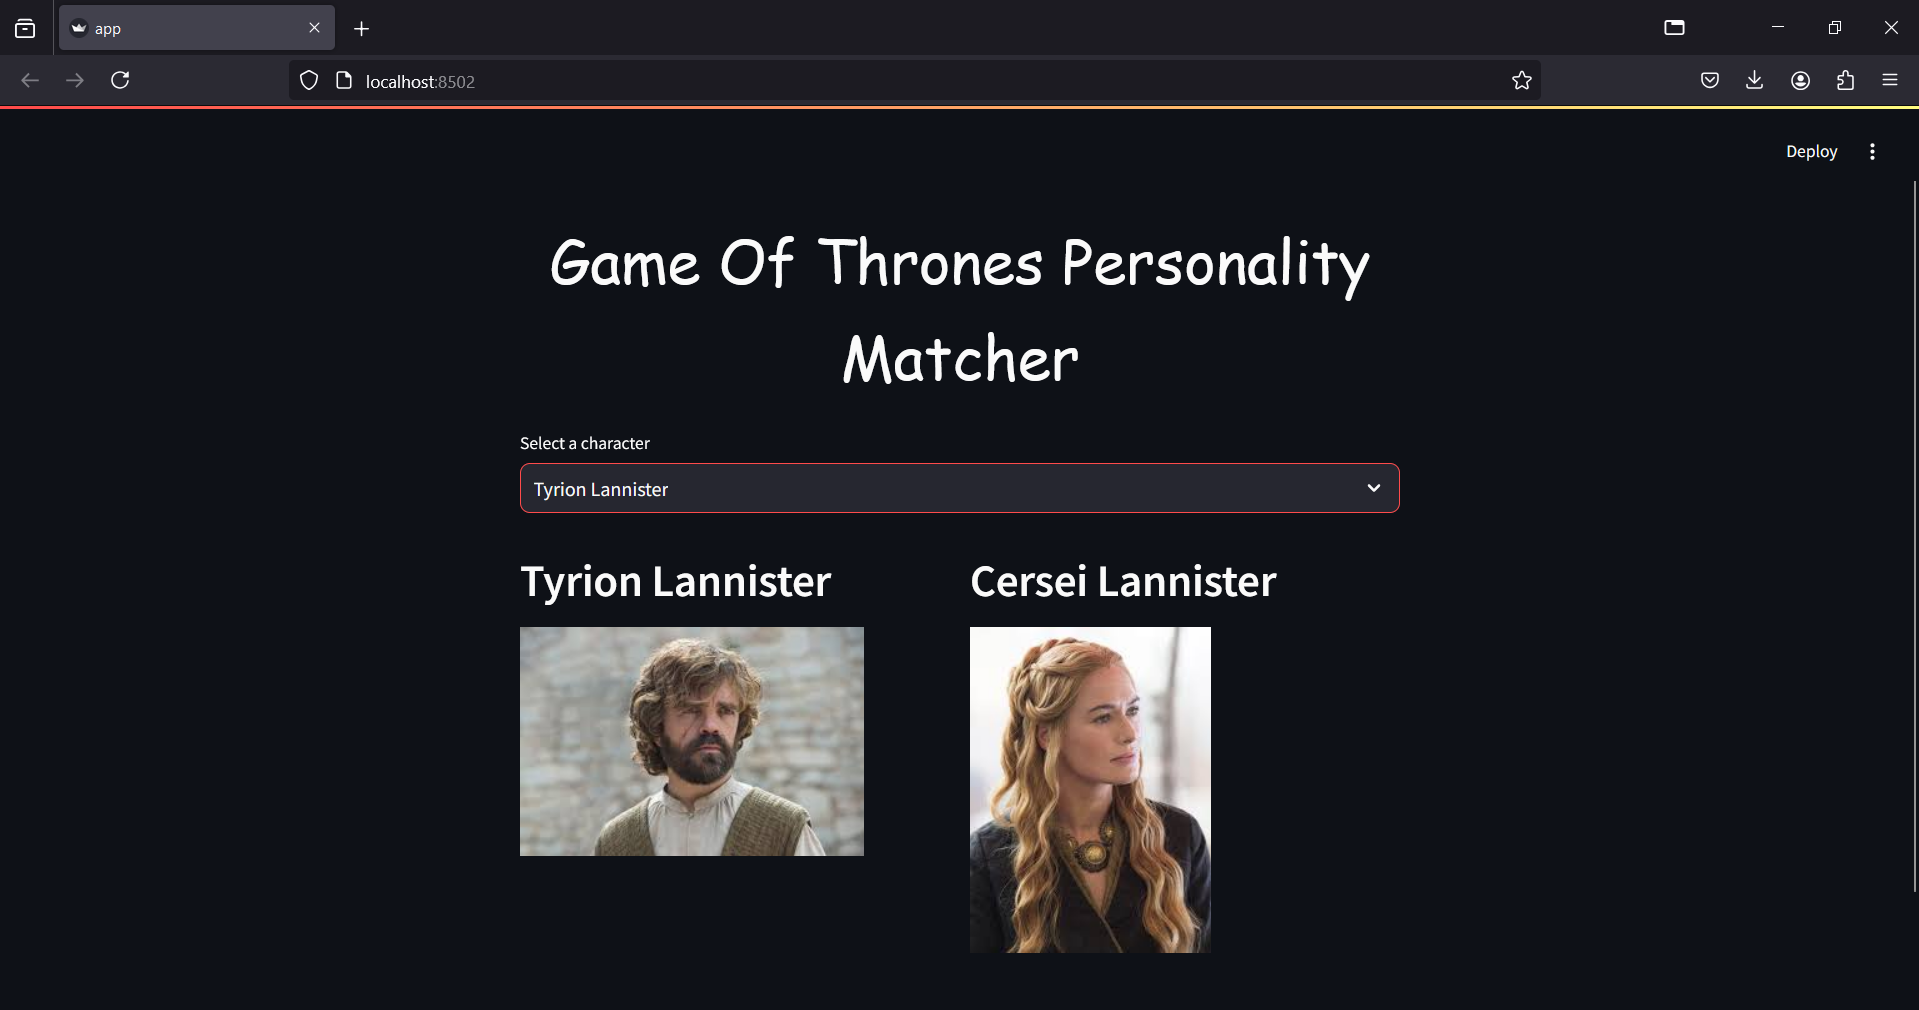 app
localhost:8502
Deploy
Game Of Thrones Personality
Matcher
Select a character
Tyrion Lannister
Tyrion Lannister
Cersei Lannister